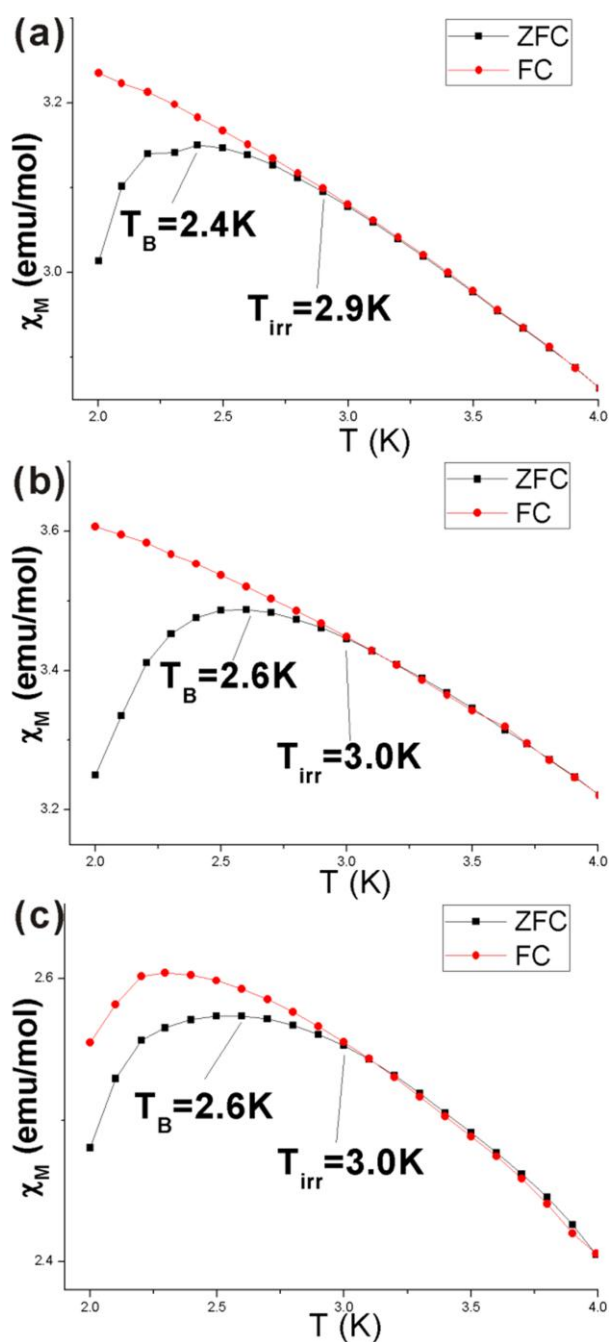 (a)
ZFC
FC
3.2
3.0
χM (emu/mol)
TB=2.4K
Tirr=2.9K
2.0 2.5 3.0 3.5 4.0
T (K)
(b)
ZFC
FC
3.6
3.4
3.2
χM (emu/mol)
TB=2.6K
Tirr=3.0K
2.0 2.5 3.0 3.5 4.0
T (K)
(c)
ZFC
FC
2.6
2.4
χM (emu/mol)
TB=2.6K
Tirr=3.0K
2.0 2.5 3.0 3.5 4.0
T (K)